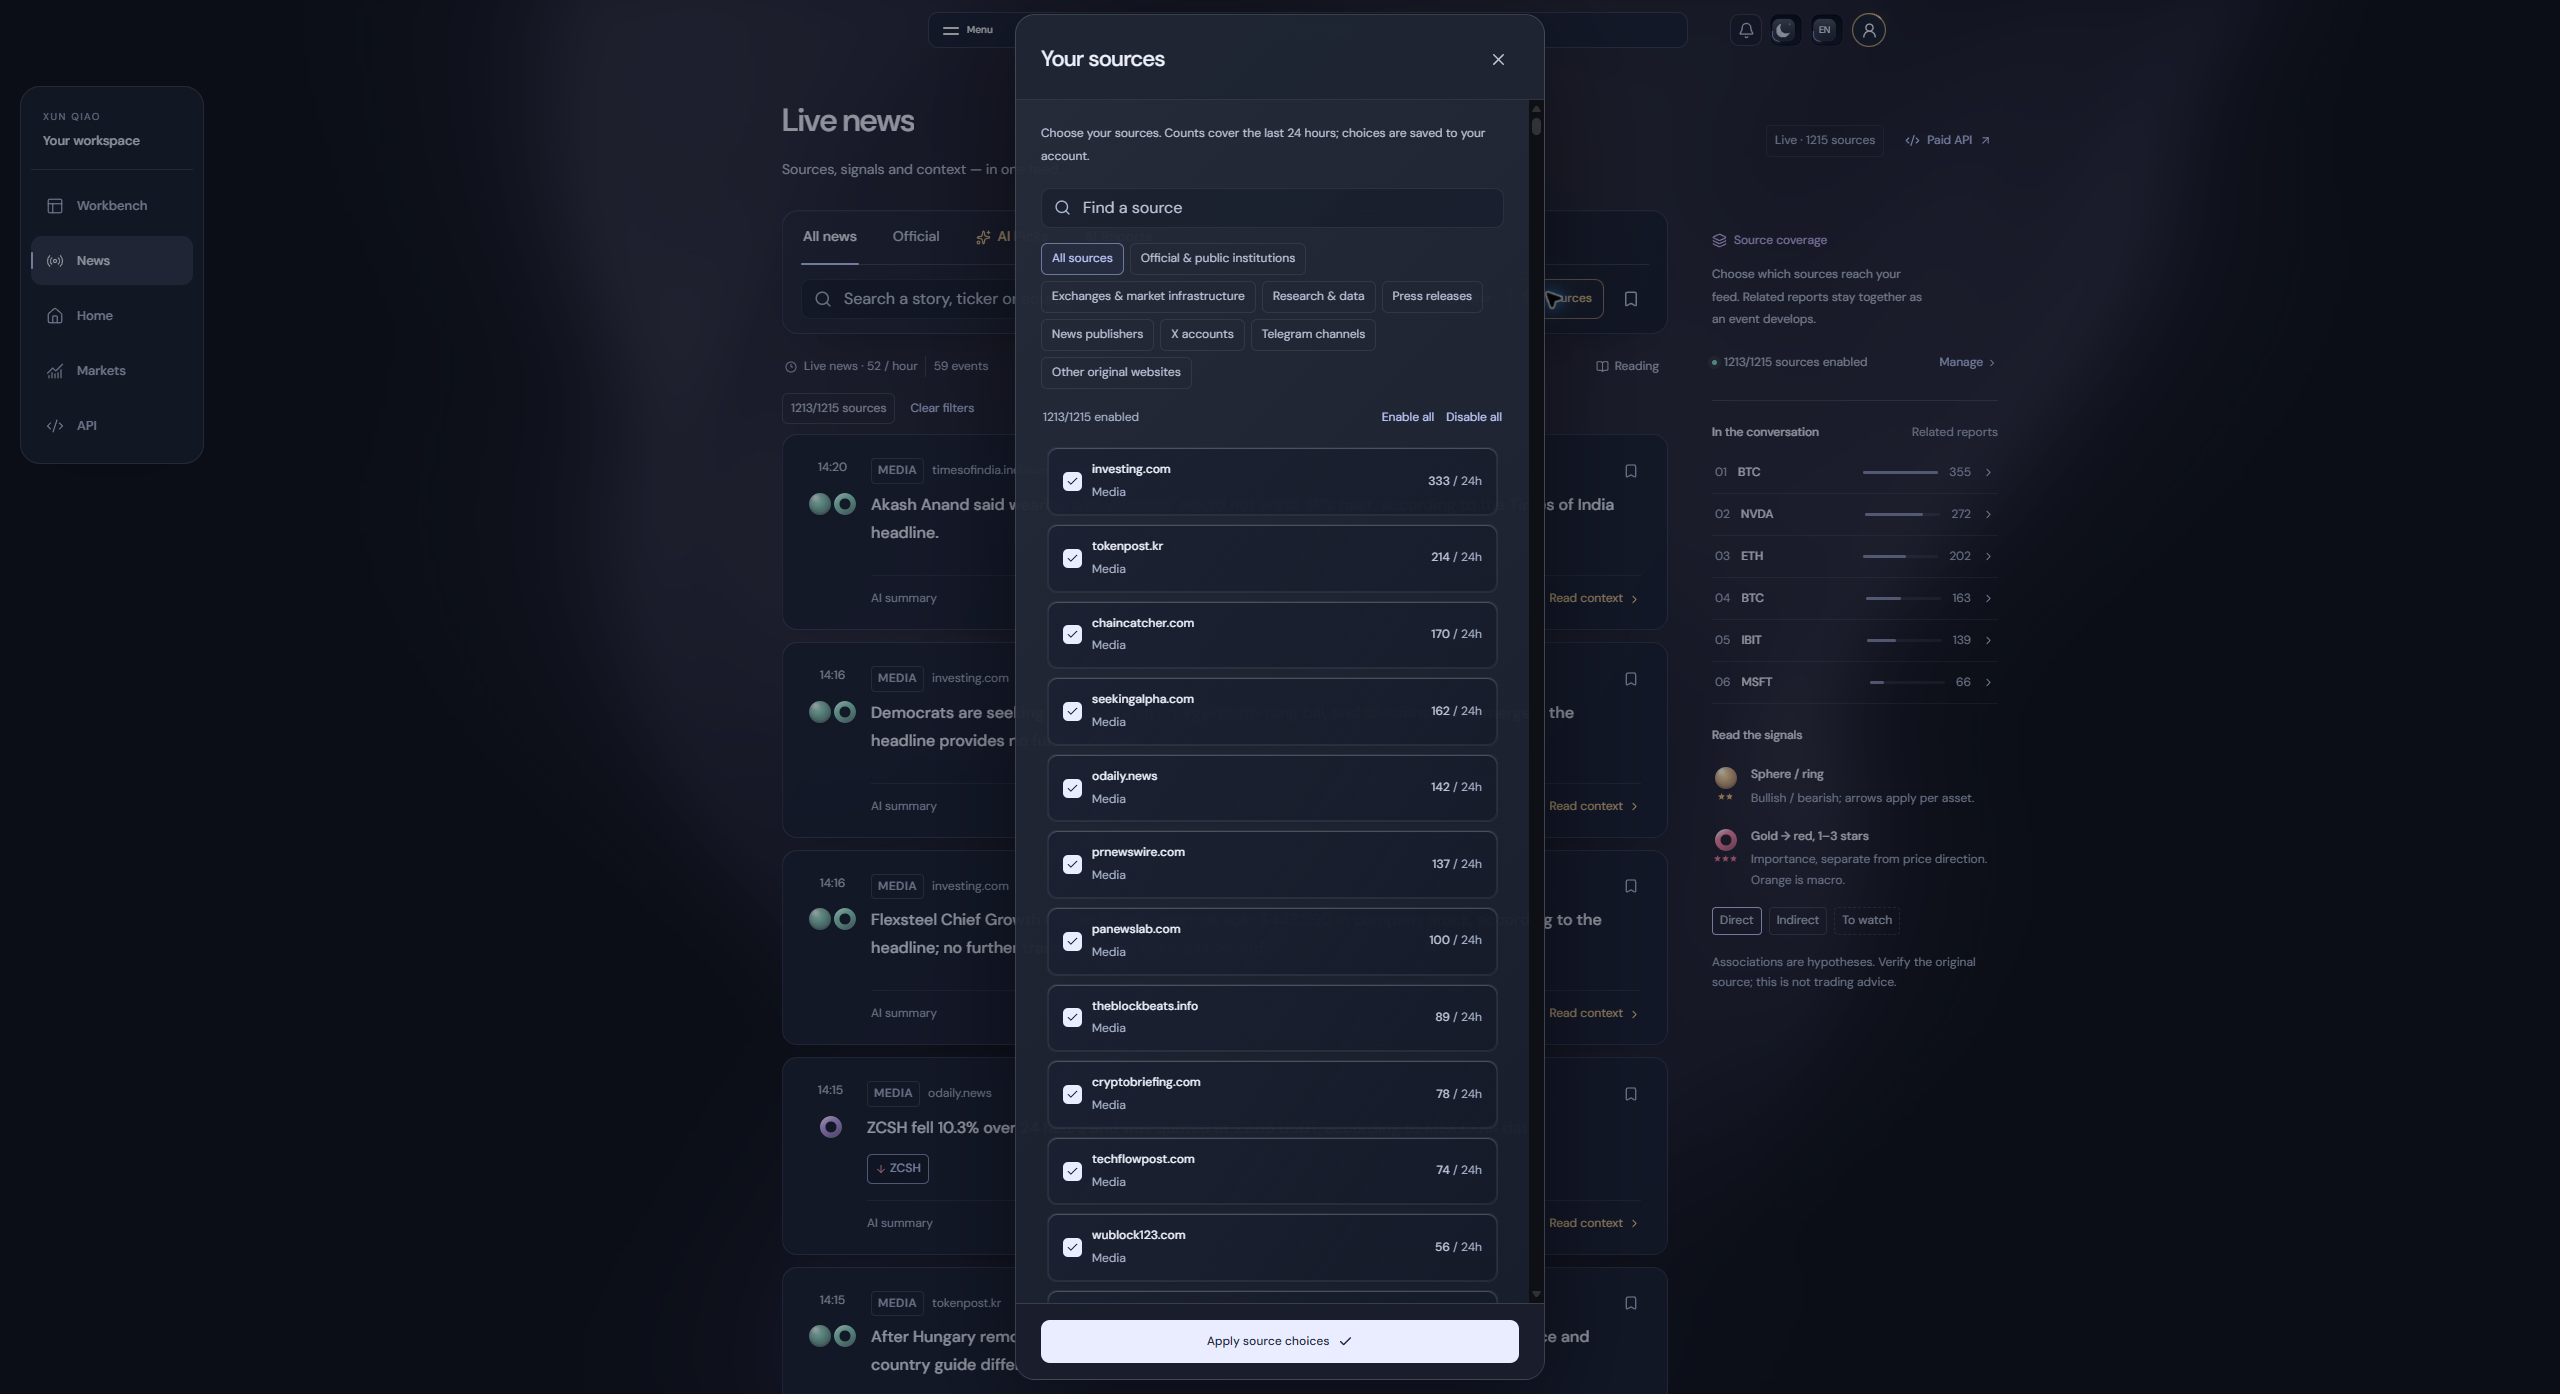 Menu
EN
XUN QIAO
Your workspace
Workbench
News
Home
Markets
API
Live news
Sources, signals and context — in
Live · 1215 sources
Paid API
All news
Official
AI
Search a story, ticker or
Live news · 52 / hour
59 events
Reading
1213/1215 sources
Clear filters
14:20
MEDIA
Akash Anand said
of India
headline.
AI summary
Read context
14:16
MEDIA
investing.com
Democrats are
the
headline provides
AI summary
Read context
14:16
MEDIA
investing.com
Flexsteel Chief
to the
headline; no further
AI summary
Read context
14:15
MEDIA
odaily.news
ZCSH fell 10.3% over
↓ ZCSH
AI summary
Read context
14:15
MEDIA
tokenpost.kr
After Hungary
and
country guide
Your sources
Choose your sources. Counts cover the last 24 hours; choices are saved to your
account.
Find a source
All sources
Official & public institutions
Exchanges & market infrastructure
Research & data
Press releases
News publishers
X accounts
Telegram channels
Other original websites
1213/1215 enabled
Enable all
Disable all
investing.com
Media
333 / 24h
tokenpost.kr
Media
214 / 24h
chaincatcher.com
Media
170 / 24h
seekingalpha.com
Media
162 / 24h
odaily.news
Media
142 / 24h
prnewswire.com
Media
137 / 24h
panewslab.com
Media
100 / 24h
theblockbeats.info
Media
89 / 24h
cryptobriefing.com
Media
78 / 24h
techflowpost.com
Media
74 / 24h
wublock123.com
Media
56 / 24h
Apply source choices
Source coverage
Choose which sources reach your
feed. Related reports stay together as
an event develops.
1213/1215 sources enabled
Manage
In the conversation
Related reports
01 BTC 355
02 NVDA 272
03 ETH 202
04 BTC 163
05 IBIT 139
06 MSFT 66
Read the signals
Sphere / ring
Bullish / bearish; arrows apply per asset.
Gold → red, 1–3 stars
Importance, separate from price direction.
Orange is macro.
Direct
Indirect
To watch
Associations are hypotheses. Verify the original
source; this is not trading advice.